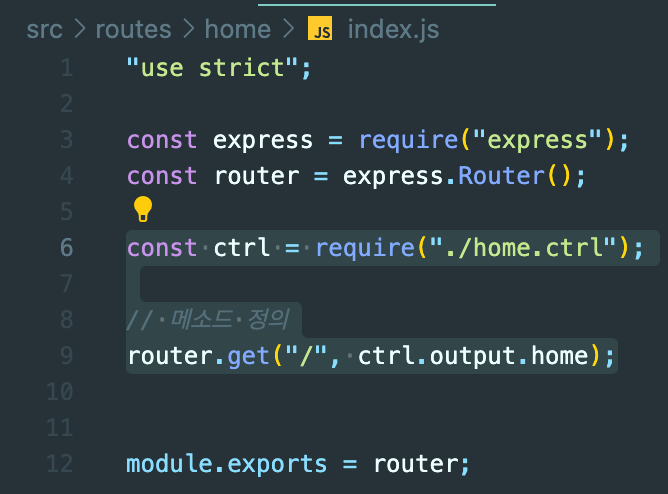 src > routes > home > JS index.js
1 "use strict";
2
3 const express = require("express");
4 const router = express.Router();
5
6 const ctrl = require("./home.ctrl");
7
8 // 메소드 정의
9 router.get("/", ctrl.output.home);
10
11
12 module.exports = router;